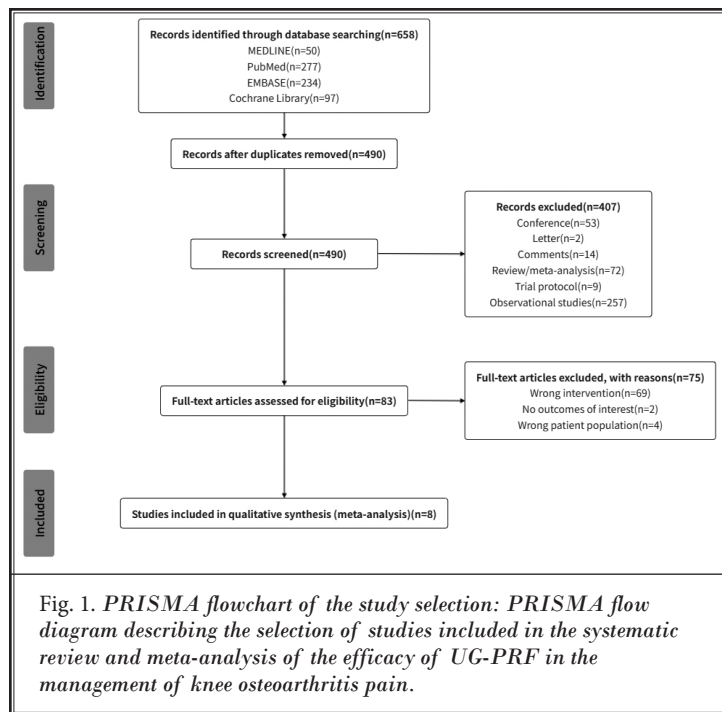 Identification
Records identified through database searching(n=658)
MEDLINE(n=50)
PubMed(n=277)
EMBASE(n=234)
Cochrane Library(n=97)
Records after duplicates removed(n=490)
Screening
Records screened(n=490)
Records excluded(n=407)
Conference(n=53)
Letter(n=2)
Comments(n=14)
Review/meta-analysis(n=72)
Trial protocol(n=9)
Observational studies(n=257)
Eligibility
Full-text articles assessed for eligibility(n=83)
Full-text articles excluded, with reasons(n=75)
Wrong intervention(n=69)
No outcomes of interest(n=2)
Wrong patient population(n=4)
Included
Studies included in qualitative synthesis (meta-analysis)(n=8)
Fig. 1. PRISMA flowchart of the study selection: PRISMA flow
diagram describing the selection of studies included in the systematic
review and meta-analysis of the efficacy of UG-PRF in the
management of knee osteoarthritis pain.